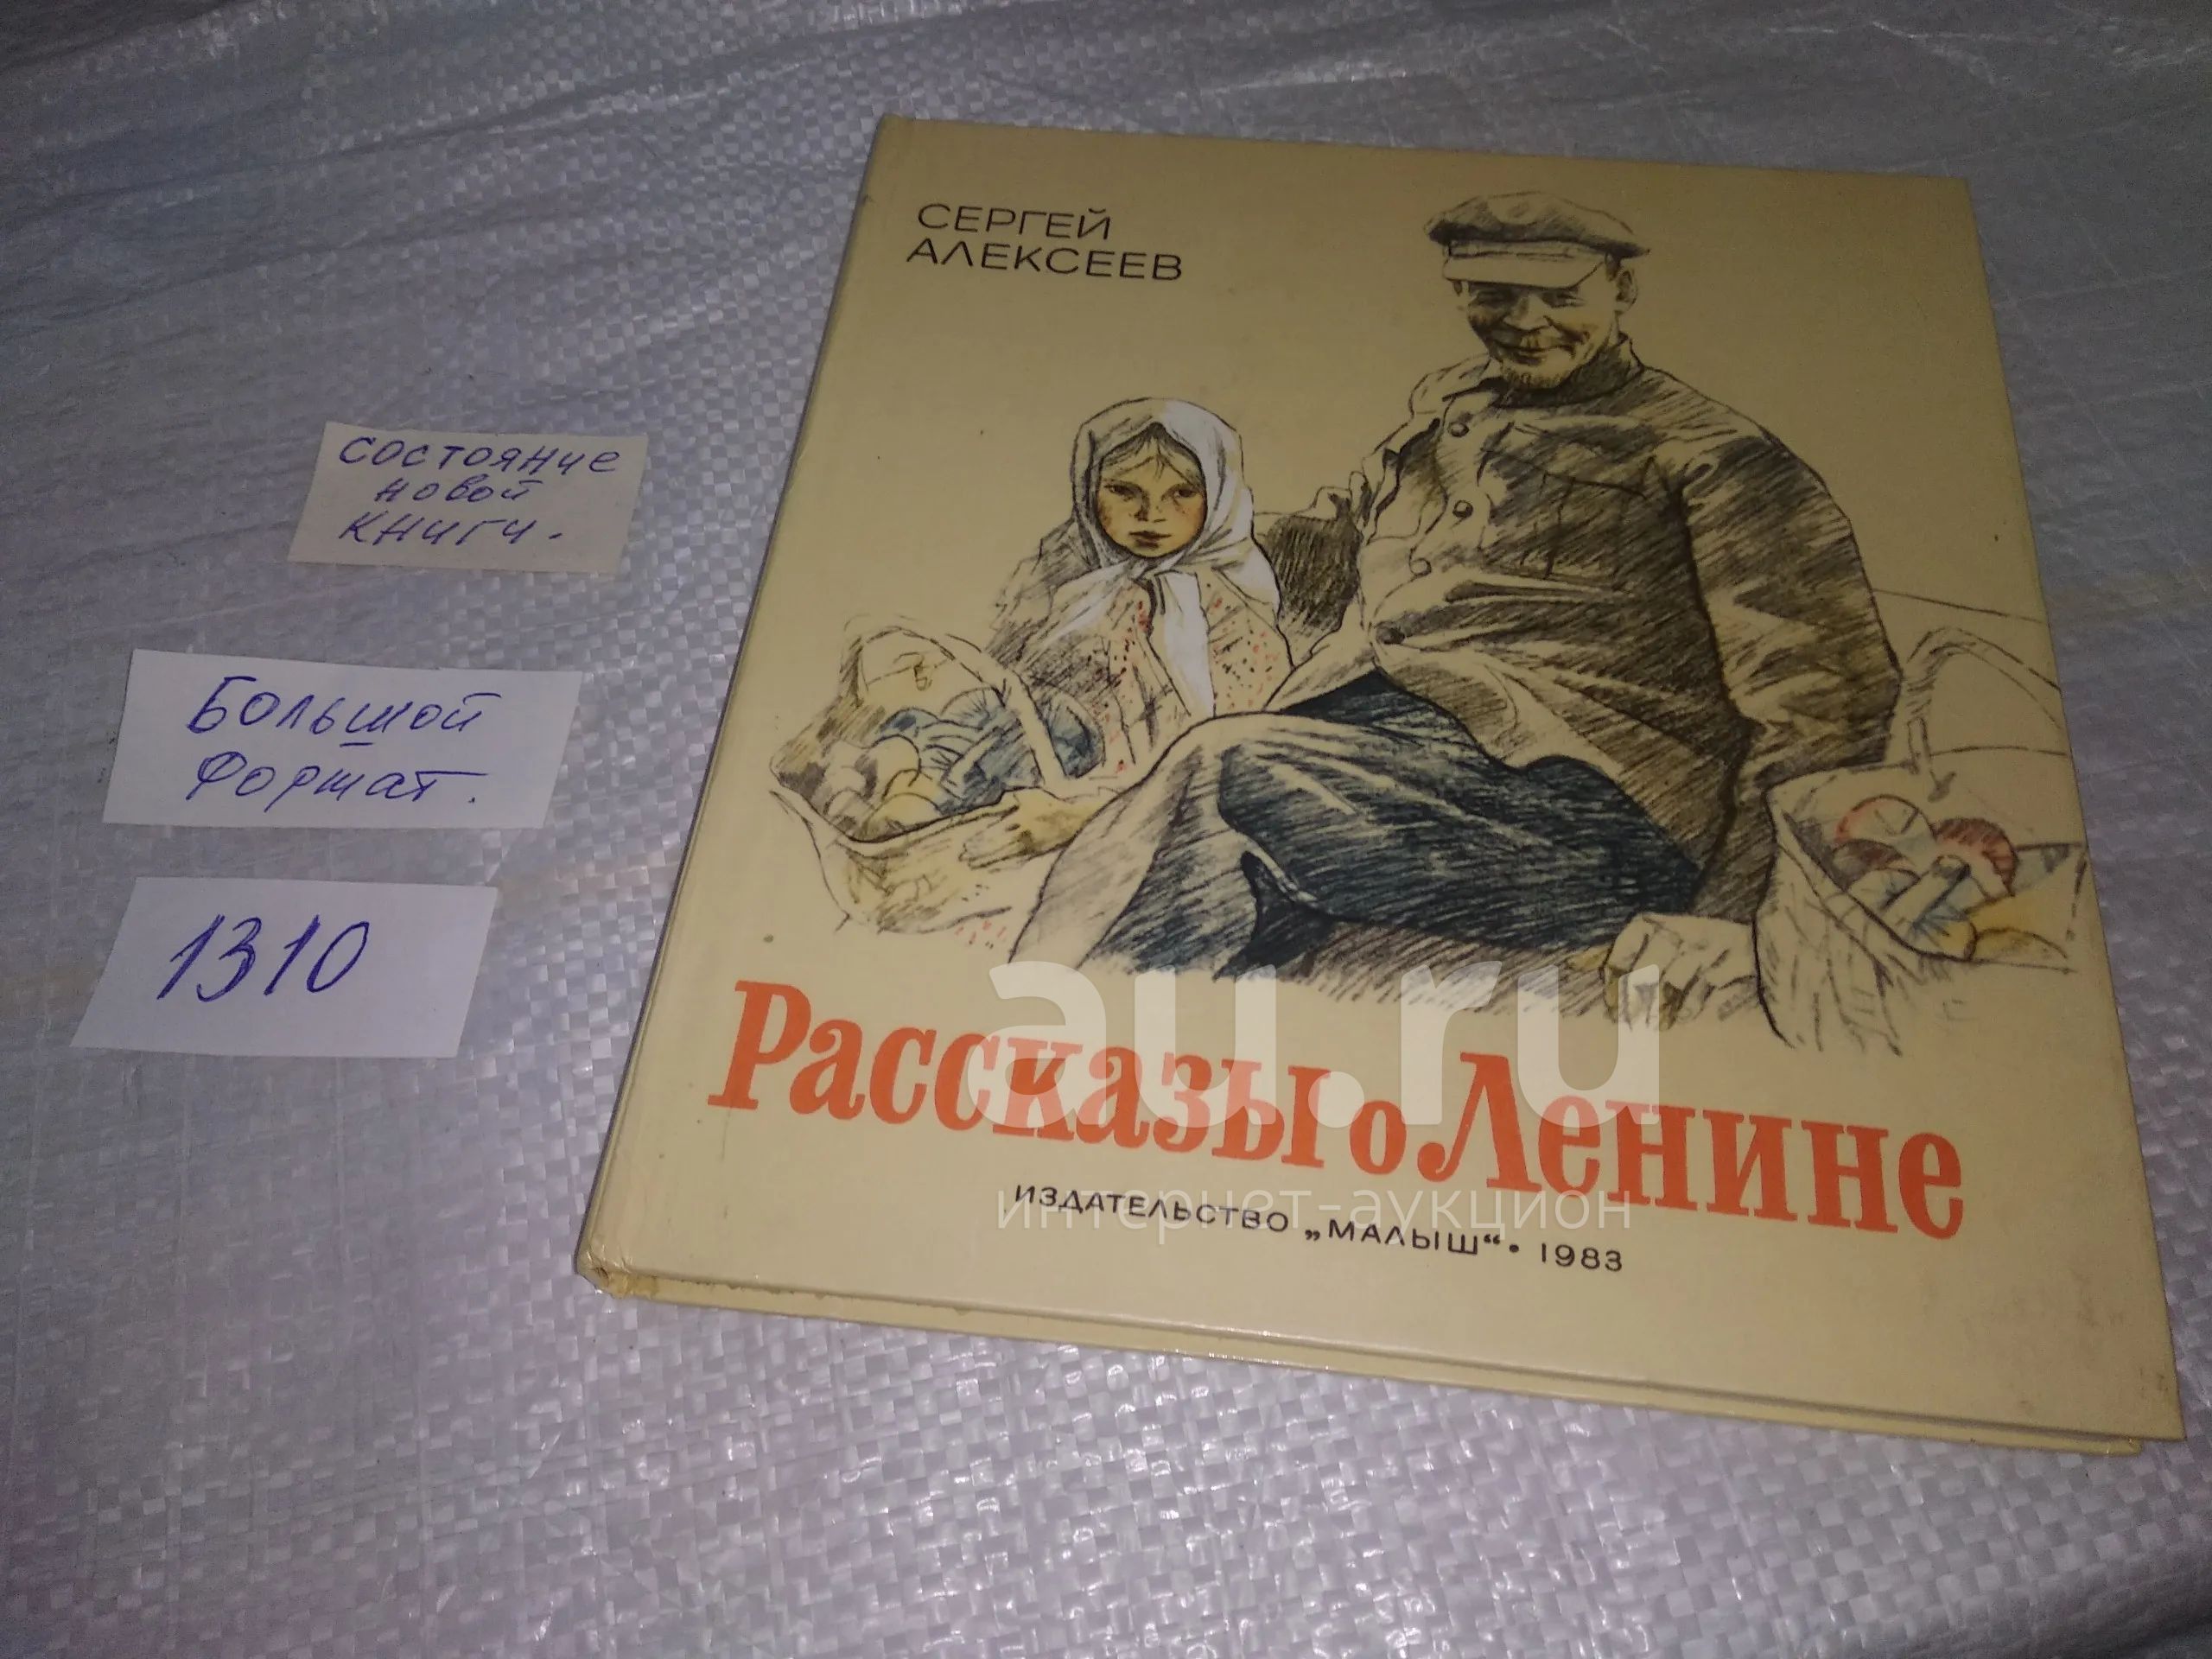 СЕРГЕЙ
АЛЕКСЕЕВ
состояние
новой
книги.
Большой
формат.
1310
Рассказы о Ленине
ИЗДАТЕЛЬСТВО „МАЛЫШ“ • 1983
au.ru
интернет-аукцион